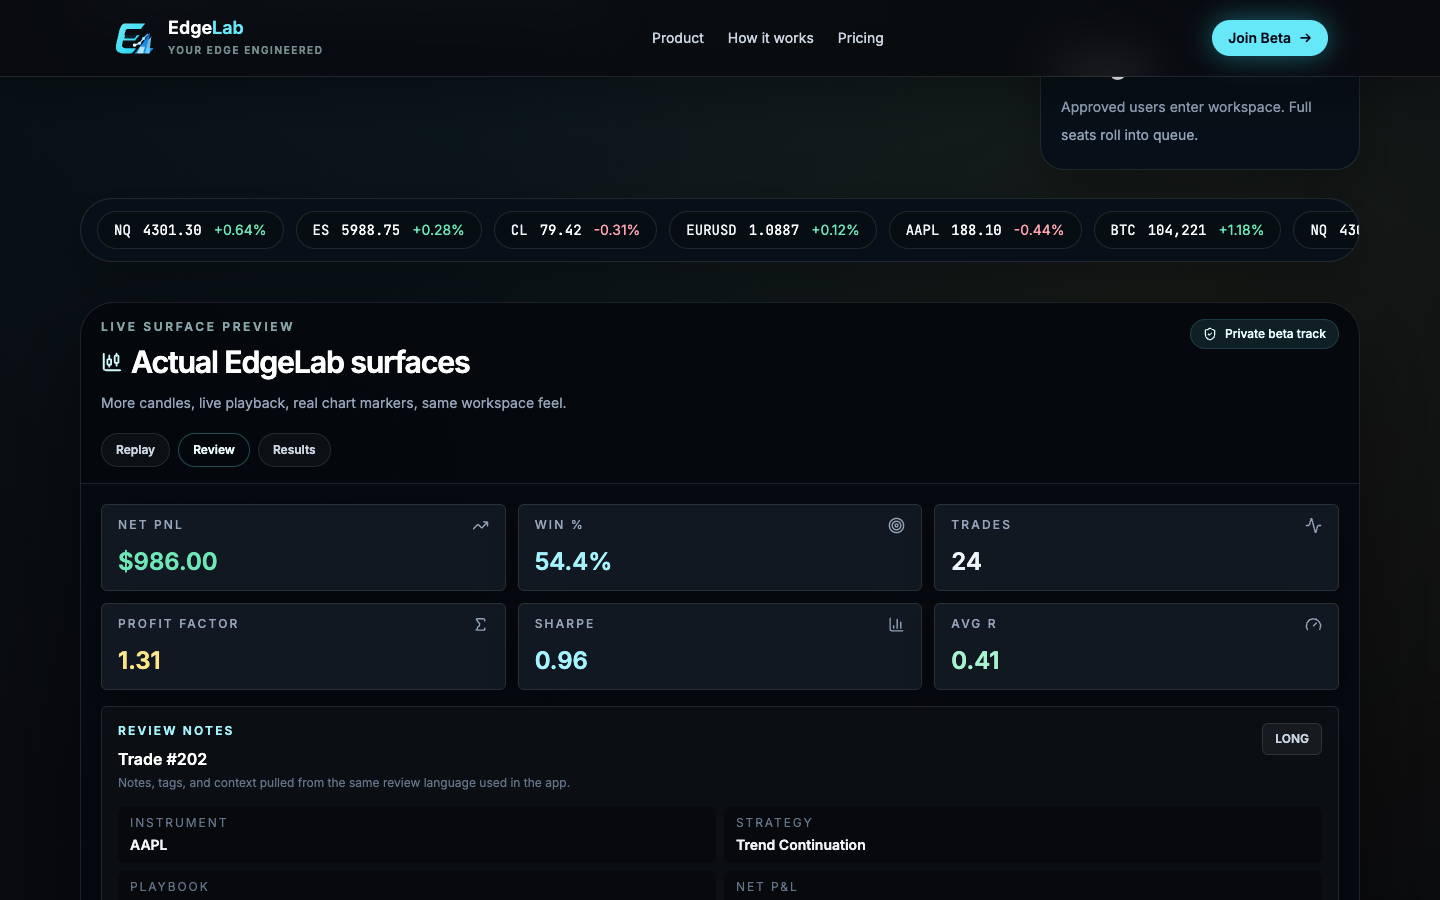 EdgeLab
YOUR EDGE ENGINEERED
Product
How it works
Pricing
Join Beta
Approved users enter workspace. Full
seats roll into queue.
NQ 4301.30 +0.64%
ES 5988.75 +0.28%
CL 79.42 -0.31%
EURUSD 1.0887 +0.12%
AAPL 188.10 -0.44%
BTC 104,221 +1.18%
NQ
LIVE SURFACE PREVIEW
Private beta track
Actual EdgeLab surfaces
More candles, live playback, real chart markers, same workspace feel.
Replay
Review
Results
NET PNL
$986.00
WIN %
54.4%
TRADES
24
PROFIT FACTOR
1.31
SHARPE
0.96
AVG R
0.41
REVIEW NOTES
LONG
Trade #202
Notes, tags, and context pulled from the same review language used in the app.
INSTRUMENT
AAPL
STRATEGY
Trend Continuation
PLAYBOOK
NET P&L